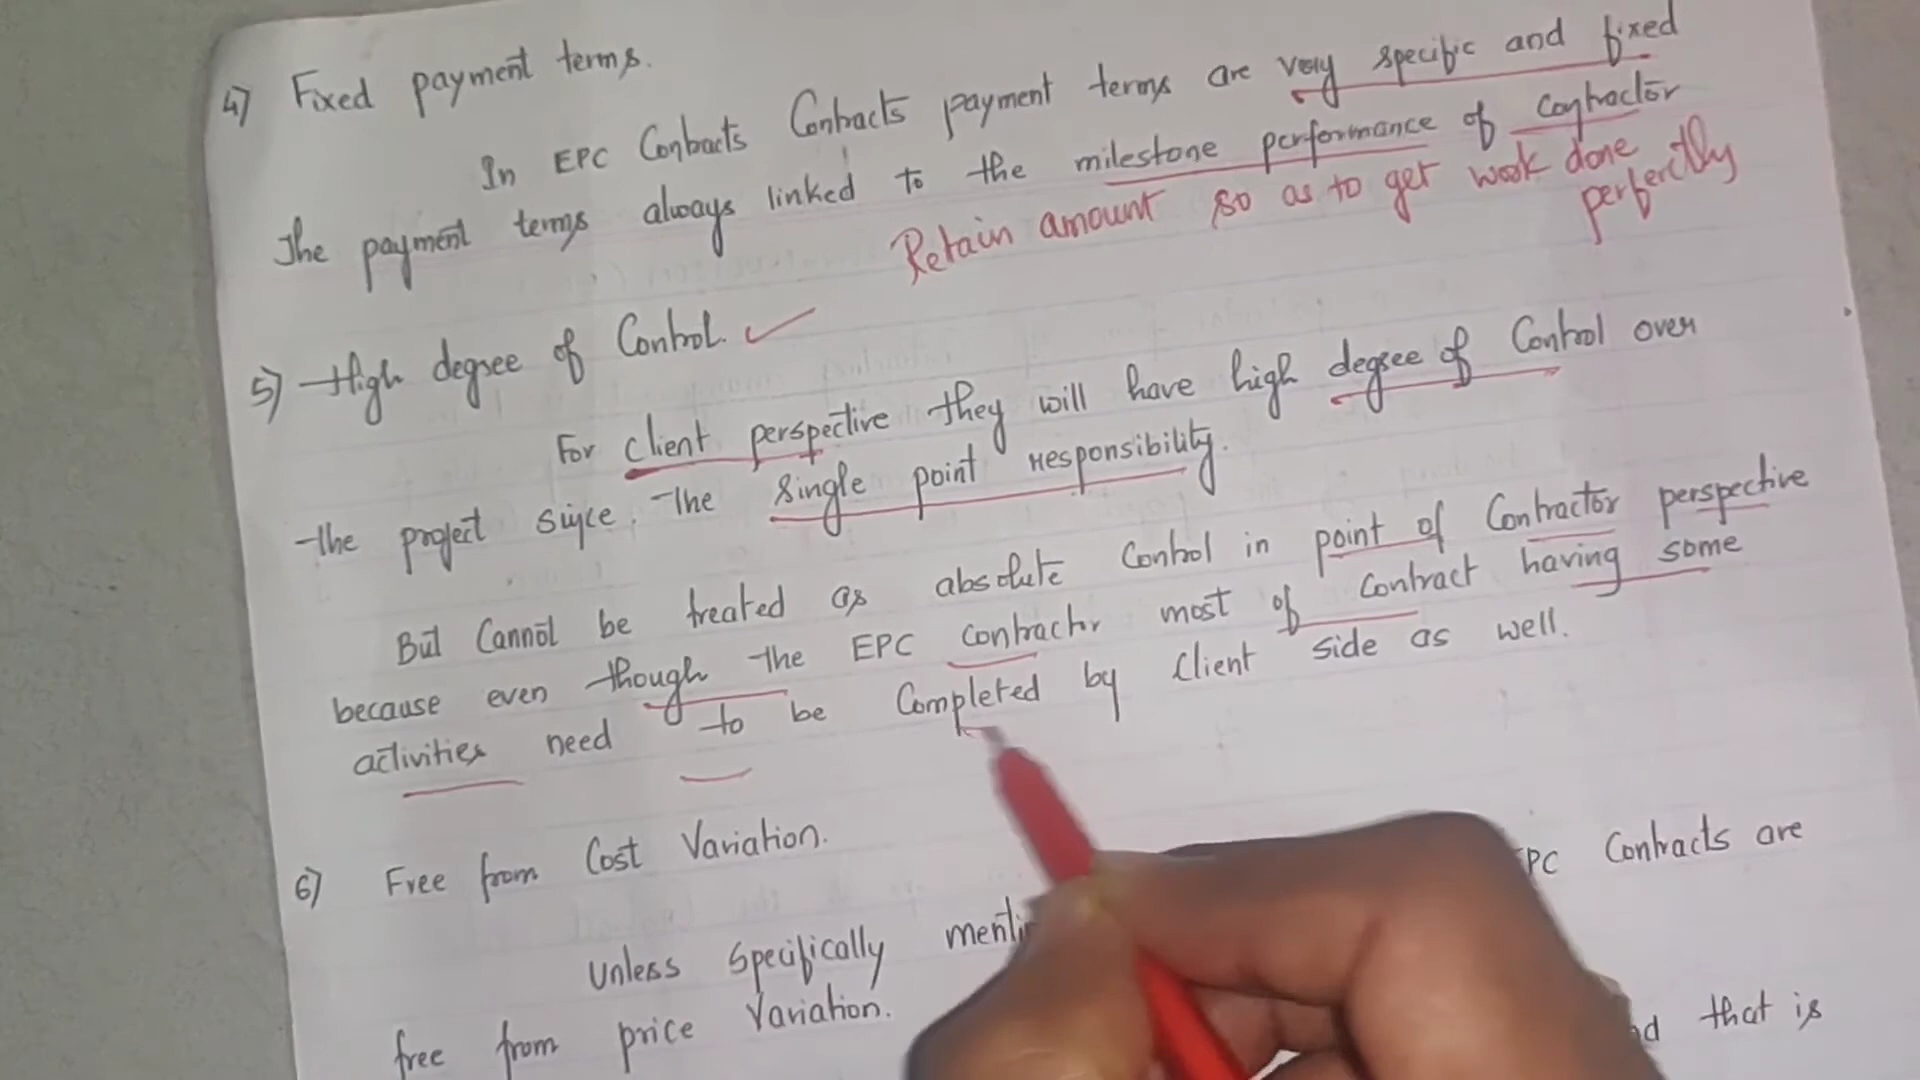 4) Fixed payment terms.
In EPC Contracts Contracts payment terms are very specific and fixed
The payment terms always linked to the milestone performance of contractor
Retain amount so as to get work done
perfectly
5) High degree of Control.
For client perspective they will have high degree of Control over
the project since, the single point responsibility.
But Cannot be treated as absolute Control in point of Contractor perspective
because even though the EPC contractor most of contract having some
activities need to be Completed by Client side as well.
6) Free from Cost Variation.
Unless specifically EPC Contracts are
free from price Variation. that is